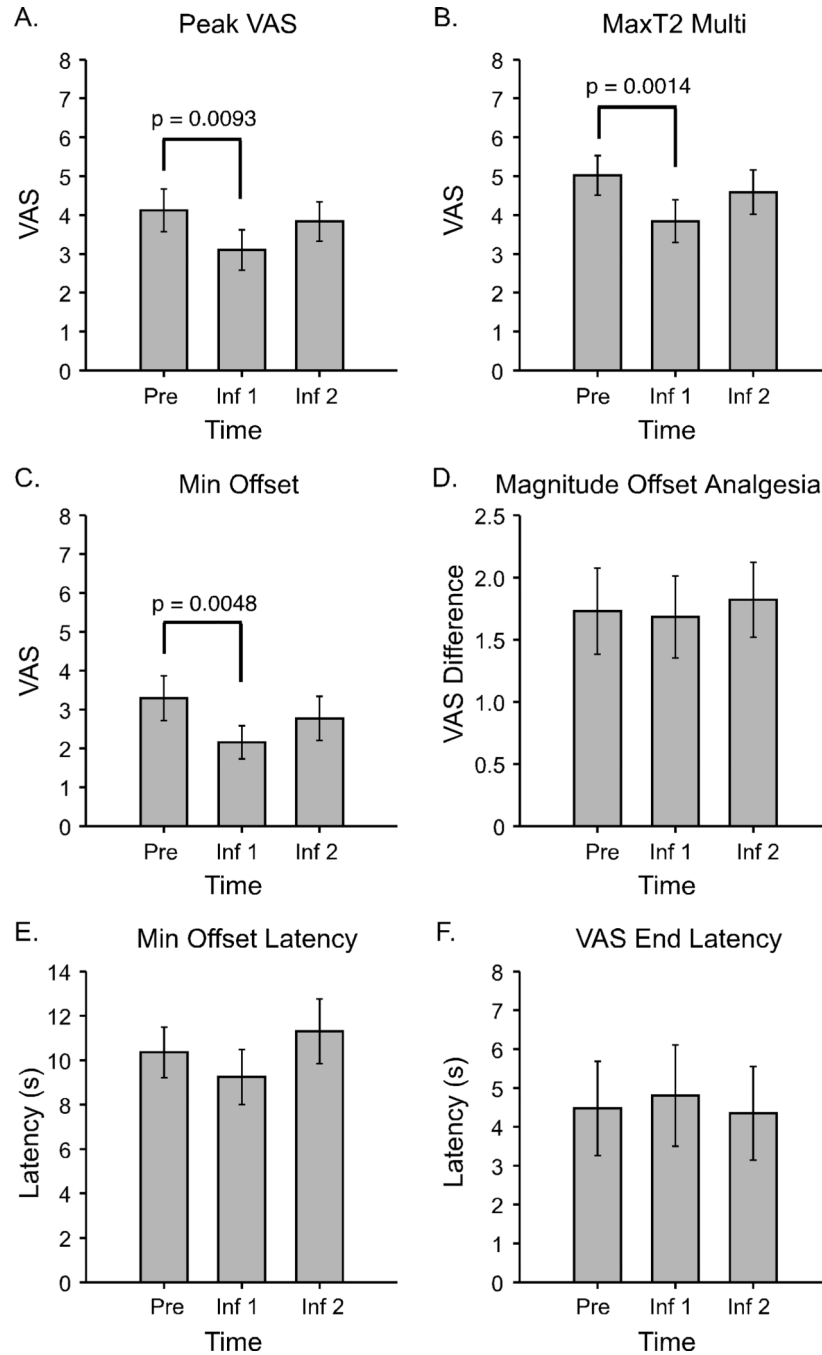 A.
Peak VAS
8
7
6
5
4
3
2
1
0
VAS
p = 0.0093
Pre Inf 1 Inf 2
Time
B.
MaxT2 Multi
8
7
6
5
4
3
2
1
0
VAS
p = 0.0014
Pre Inf 1 Inf 2
Time
C.
Min Offset
8
7
6
5
4
3
2
1
0
VAS
p = 0.0048
Pre Inf 1 Inf 2
Time
D.
Magnitude Offset Analgesia
2.5
2.0
1.5
1.0
0.5
0
VAS Difference
Pre Inf 1 Inf 2
Time
E.
Min Offset Latency
14
12
10
8
6
4
2
0
Latency (s)
Pre Inf 1 Inf 2
Time
F.
VAS End Latency
8
7
6
5
4
3
2
1
0
Latency (s)
Pre Inf 1 Inf 2
Time